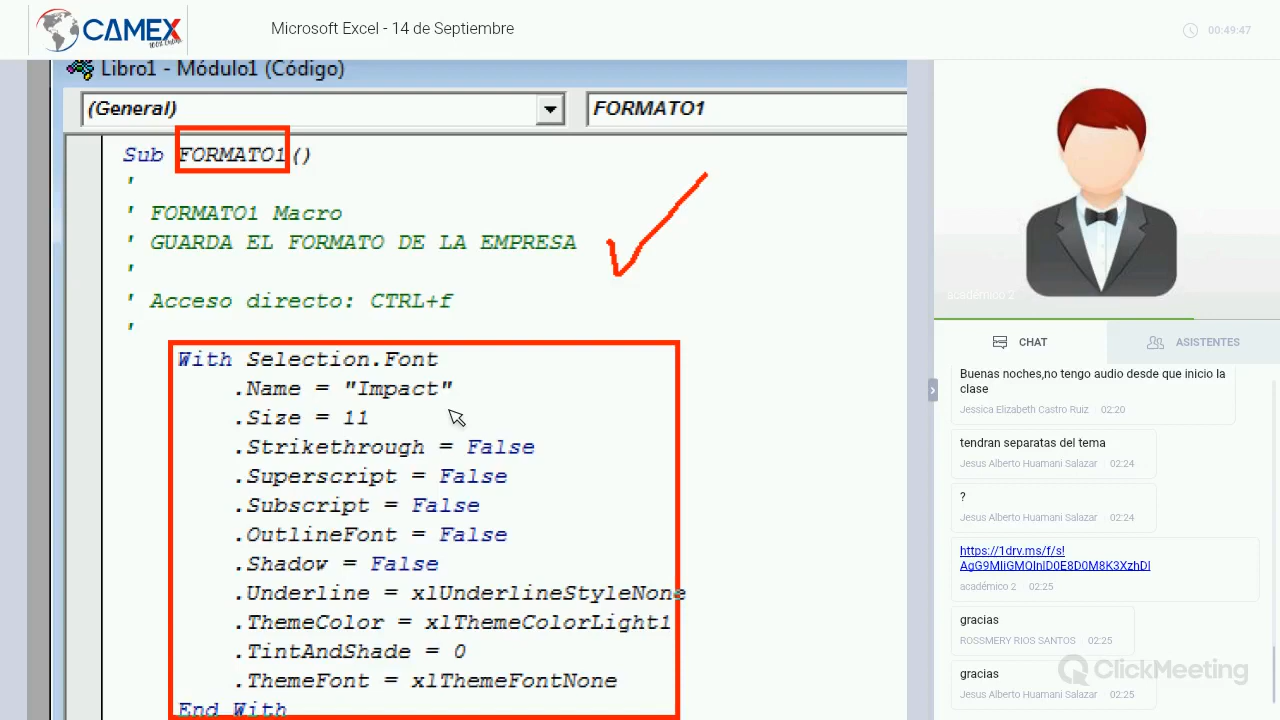 CAMEX
100% Online
Microsoft Excel - 14 de Septiembre
00:49:47
Libro1 - Módulo1 (Código)
(General)
FORMATO1
Sub FORMATO1()
'
' FORMATO1 Macro
' GUARDA EL FORMATO DE LA EMPRESA
'
' Acceso directo: CTRL+f
'
With Selection.Font
.Name = "Impact"
.Size = 11
.Strikethrough = False
.Superscript = False
.Subscript = False
.OutlineFont = False
.Shadow = False
.Underline = xlUnderlineStyleNone
.ThemeColor = xlThemeColorLight1
.TintAndShade = 0
.ThemeFont = xlThemeFontNone
End With
académico 2
CHAT
ASISTENTES
Buenas noches,no tengo audio desde que inicio la
clase
Jessica Elizabeth Castro Ruiz 02:20
tendran separatas del tema
Jesus Alberto Huamani Salazar 02:24
?
Jesus Alberto Huamani Salazar 02:24
https://1drv.ms/f/s!
académico 2 02:25
gracias
ROSSMERY RIOS SANTOS 02:25
gracias
Jesus Alberto Huamani Salazar 02:25
ClickMeeting